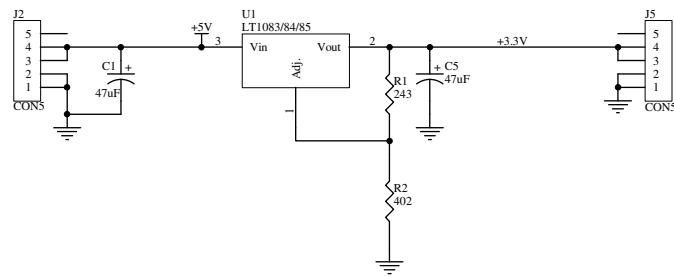 J2
5
4
3
2
1
CON5
C1
+
47uF
+5V
3
U1
LT1083/84/85
Vin
Vout
Adj.
1
2
R1
243
+
C5
47uF
R2
402
+3.3V
J5
5
4
3
2
1
CON5